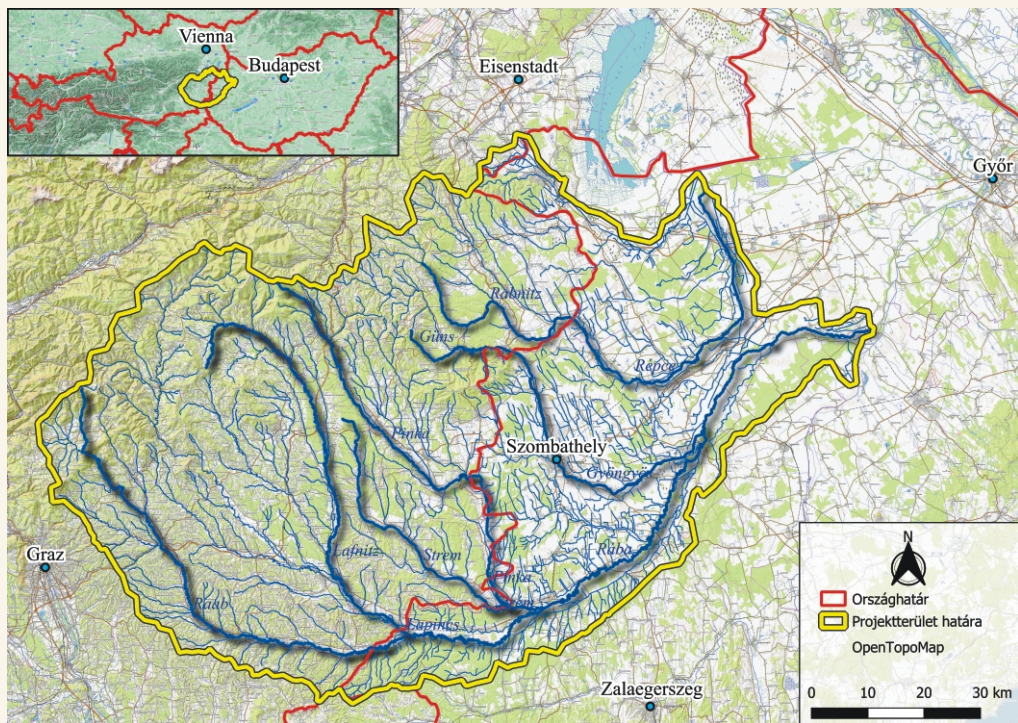 Vienna
Budapest
Eisenstadt
Győr
Rabnitz
Güns
Répce
Pinka
Szombathely
Gyöngyös
Graz
Lafnitz
Strem
Rába
Pinka
Raab
Lapincs
Zalaegerszeg
N
Országhatár
Projektterület határa
OpenTopoMap
0 10 20 30 km